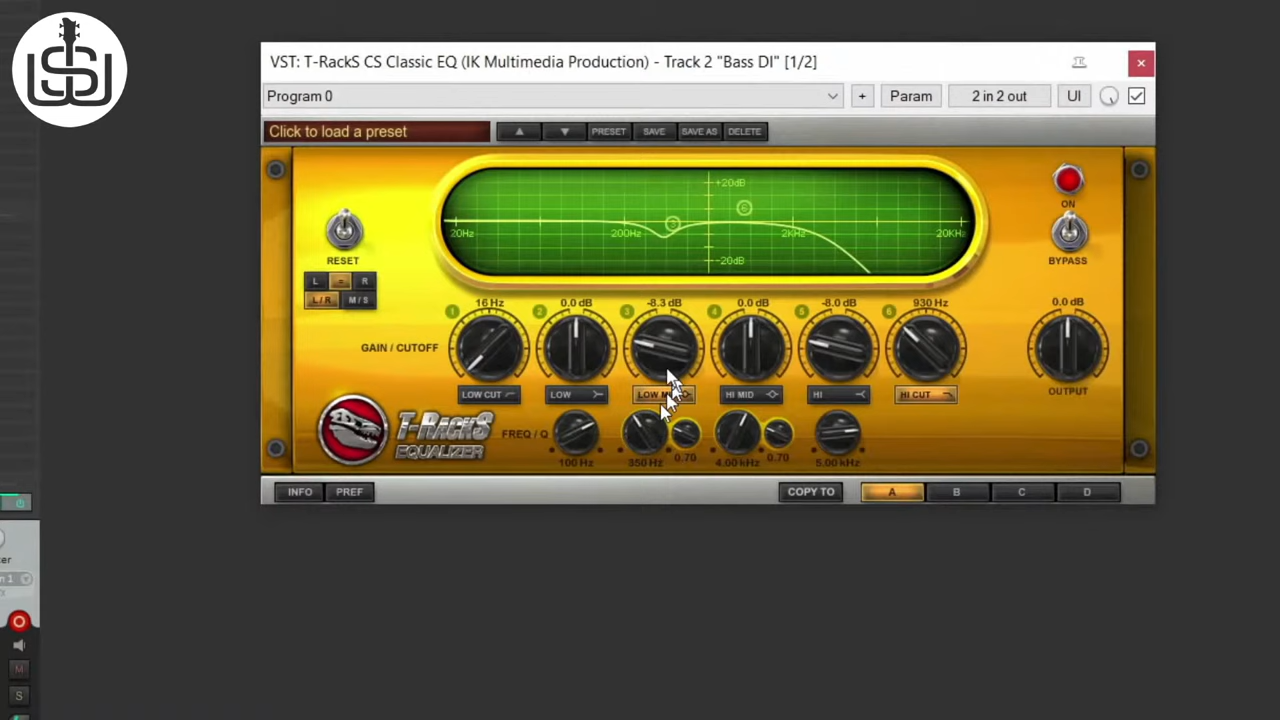 VST: T-RackS CS Classic EQ (IK Multimedia Production) - Track 2 "Bass DI" [1/2]
Program 0
+
Param
2 in 2 out
UI
Click to load a preset
PRESET
SAVE
SAVE AS
DELETE
+20dB
20Hz
200Hz
2KHz
20KHz
-20dB
RESET
L
=
R
L/R
M/S
ON
BYPASS
1
2
3
4
5
6
16 Hz
0.0 dB
-8.3 dB
0.0 dB
-8.0 dB
930 Hz
0.0 dB
GAIN / CUTOFF
LOW CUT
LOW
HI MID
HI
HI CUT
OUTPUT
T-RACKS
EQUALIZER
FREQ / Q
100 Hz
350 Hz
0.70
4.00 kHz
0.70
5.00 kHz
INFO
PREF
COPY TO
A
B
C
D
M
S